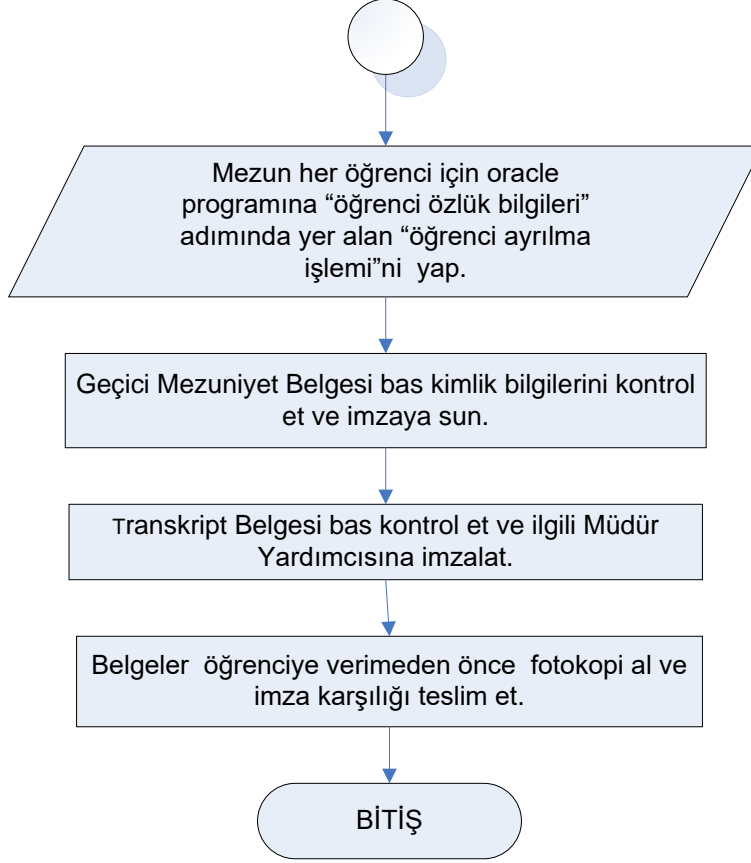 Mezun her öğrenci için oracle
programına “öğrenci özlük bilgileri”
adımında yer alan “öğrenci ayrılma
işlemi”ni yap.
Geçici Mezuniyet Belgesi bas kimlik bilgilerini kontrol
et ve imzaya sun.
Transkript Belgesi bas kontrol et ve ilgili Müdür
Yardımcısına imzalat.
Belgeler öğrenciye verimeden önce fotokopi al ve
imza karşılığı teslim et.
BİTİŞ